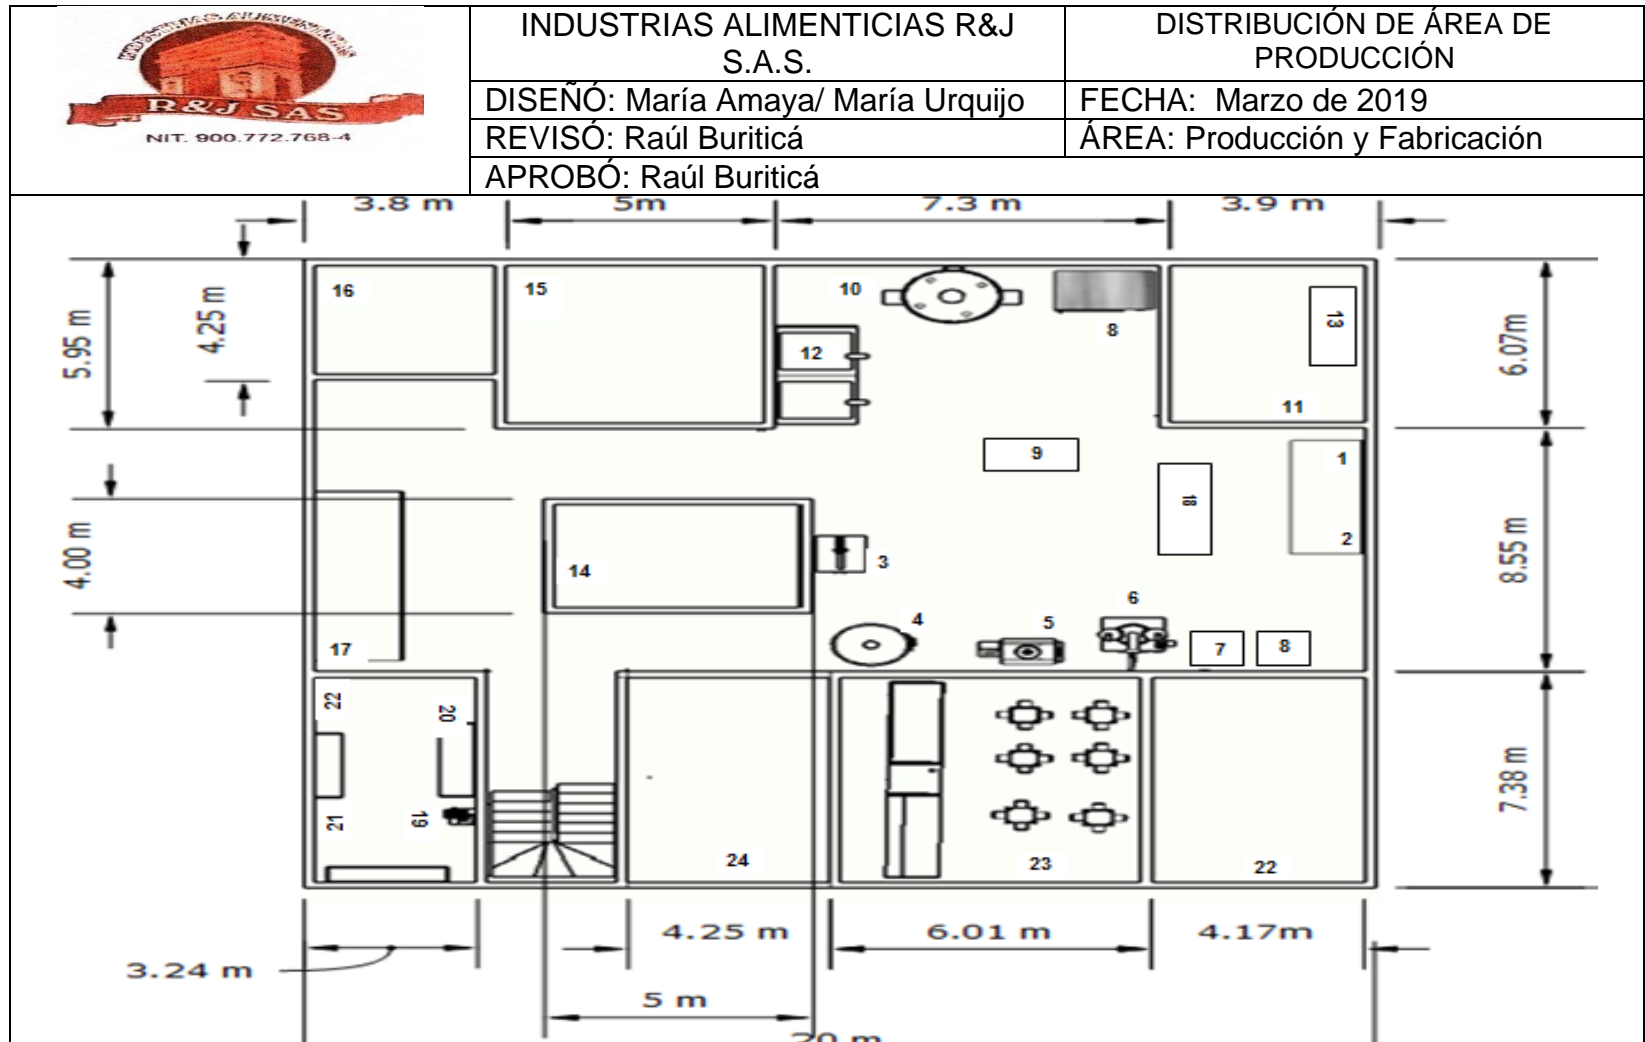 INDUSTRIAS ALIMENTICIAS
R&J SAS
NIT. 900.772.768-4
INDUSTRIAS ALIMENTICIAS R&J
S.A.S.
DISTRIBUCIÓN DE ÁREA DE
PRODUCCIÓN
DISEÑÓ: María Amaya/ María Urquijo
FECHA: Marzo de 2019
REVISÓ: Raúl Buriticá
ÁREA: Producción y Fabricación
APROBÓ: Raúl Buriticá
3.8 m
5m
7.3 m
3.9 m
5.95 m
4.25 m
16
15
10
8
13
12
11
6.07m
9
1
18
2
8.55 m
4.00 m
14
3
6
4
5
7
8
17
22
20
21
19
24
23
22
7.38 m
3.24 m
4.25 m
6.01 m
4.17m
5 m
20 m